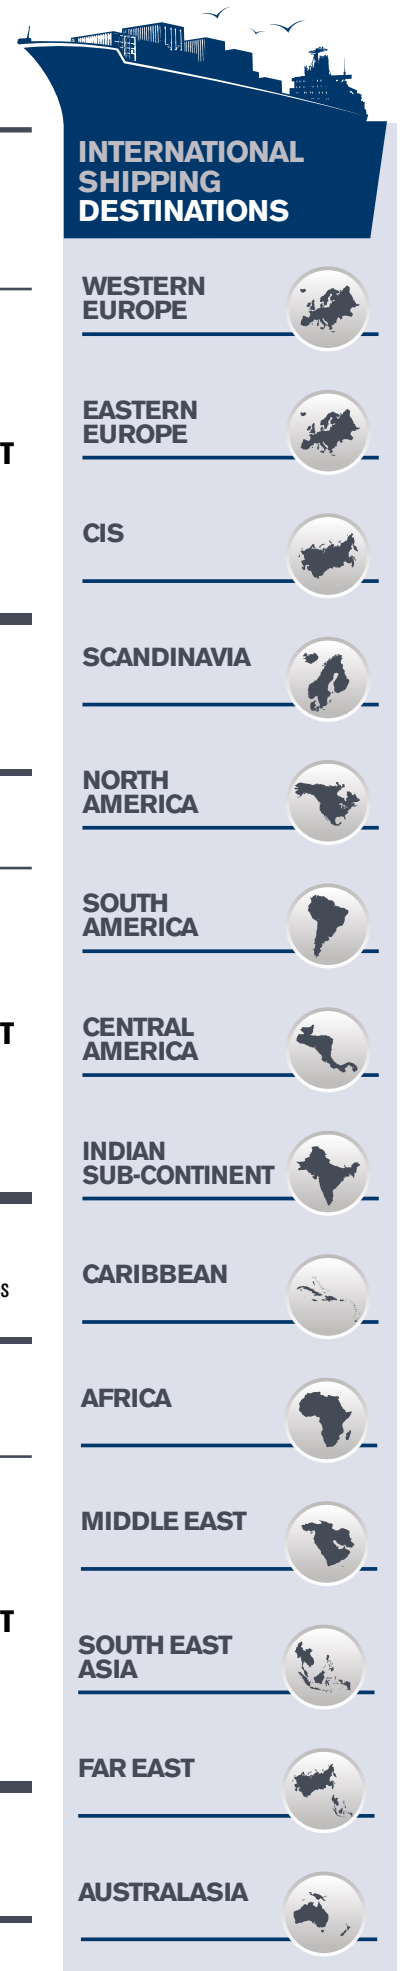 INTERNATIONAL
SHIPPING
DESTINATIONS
WESTERN
EUROPE
EASTERN
EUROPE
T
CIS
SCANDINAVIA
NORTH
AMERICA
SOUTH
AMERICA
CENTRAL
AMERICA
T
INDIAN
SUB-CONTINENT
CARIBBEAN
s
AFRICA
MIDDLE EAST
SOUTH EAST
ASIA
T
FAR EAST
AUSTRALASIA